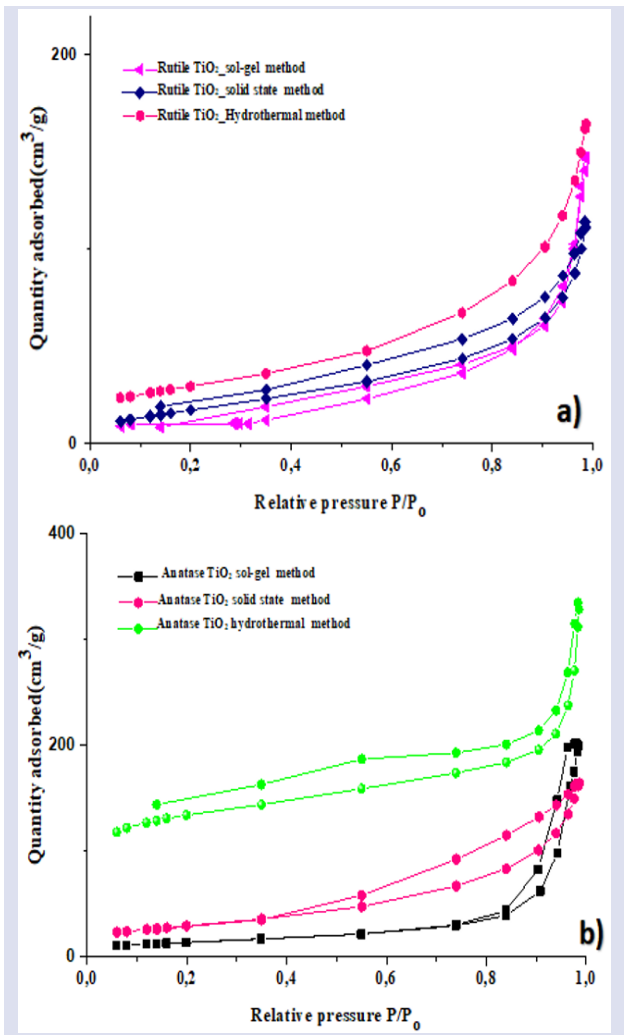 200
Rutile TiO₂_sol-gel method
Rutile TiO₂_solid state method
Rutile TiO₂_Hydrothermal method
Quantity adsorbed(cm³/g)
a)
0
0,0 0,2 0,4 0,6 0,8 1,0
Relative pressure P/P₀
400
Anatase TiO₂ sol-gel method
Anatase TiO₂ solid state method
Anatase TiO₂ hydrothermal method
Quantity adsorbed(cm³/g)
200
b)
0
0,0 0,2 0,4 0,6 0,8 1,0
Relative pressure P/P₀